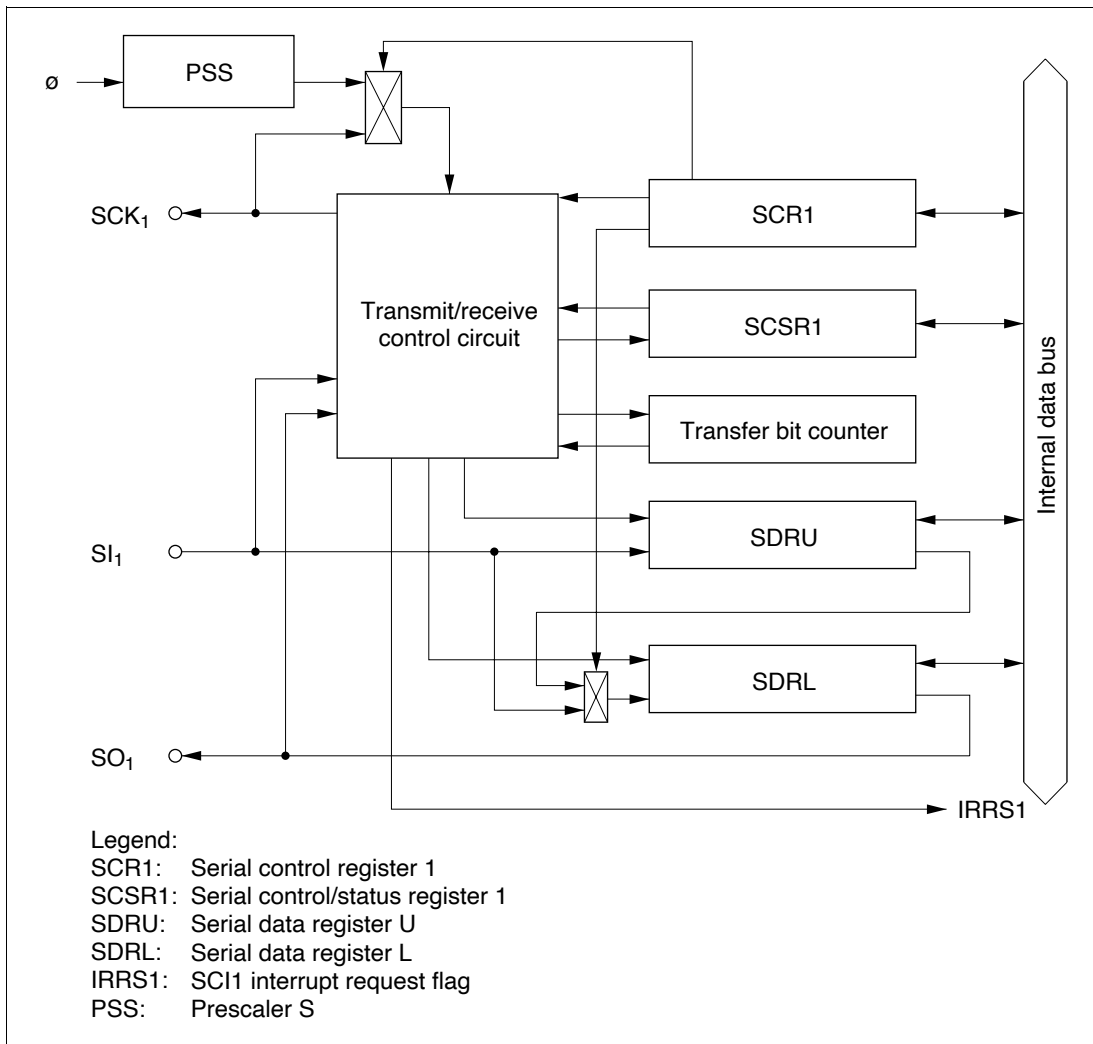 ø
PSS
SCK₁
SCR1
Transmit/receive
control circuit
SCSR1
Transfer bit counter
Internal data bus
SI₁
SDRU
SDRL
SO₁
IRRS1
Legend:
SCR1: Serial control register 1
SCSR1: Serial control/status register 1
SDRU: Serial data register U
SDRL: Serial data register L
IRRS1: SCI1 interrupt request flag
PSS: Prescaler S